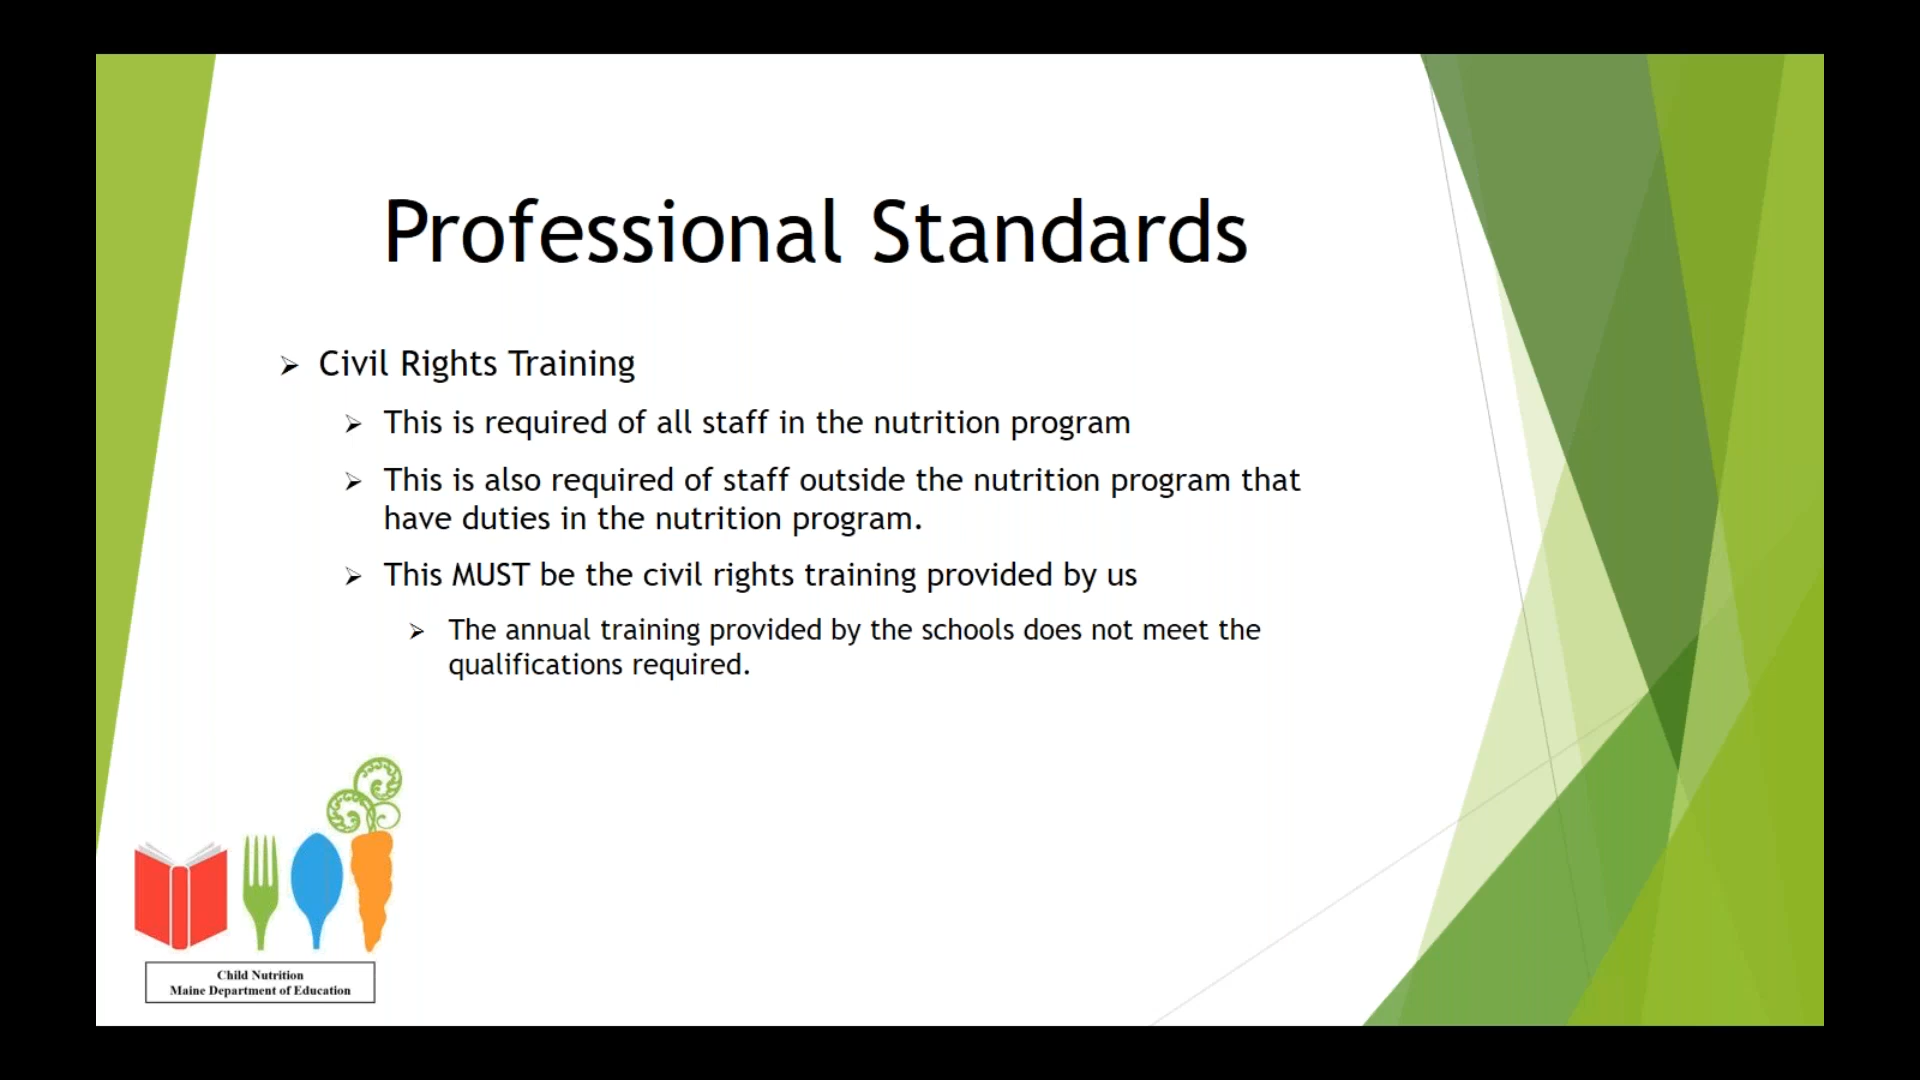 Professional Standards
Civil Rights Training
This is required of all staff in the nutrition program
This is also required of staff outside the nutrition program that
have duties in the nutrition program.
This MUST be the civil rights training provided by us
The annual training provided by the schools does not meet the
qualifications required.
Child Nutrition
Maine Department of Education